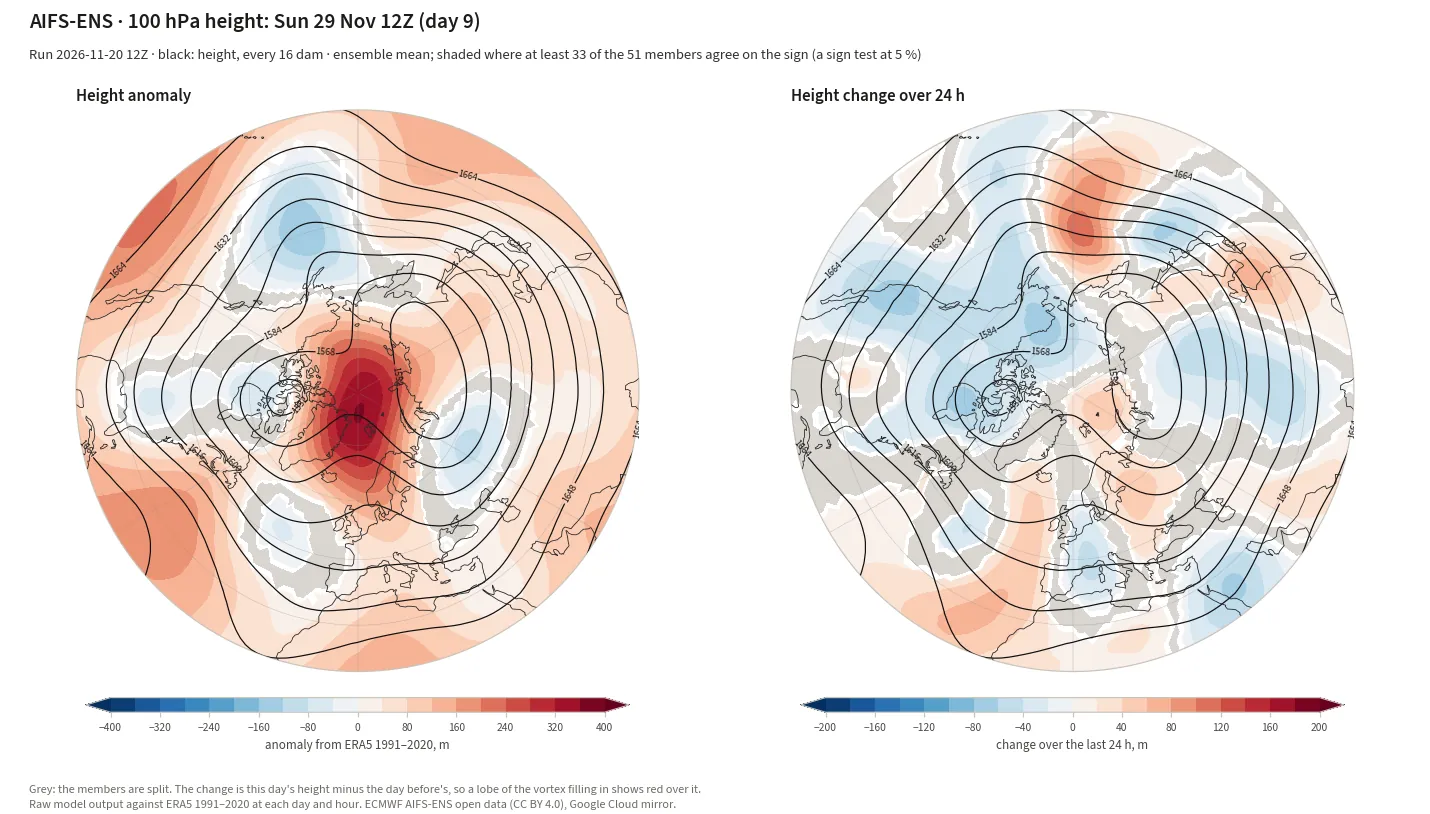 AIFS-ENS · 100 hPa height: Sun 29 Nov 12Z (day 9)
Run 2026-11-20 12Z · black: height, every 16 dam · ensemble mean; shaded where at least 33 of the 51 members agree on the sign (a sign test at 5 %)
Height anomaly
Height change over 24 h
1664
1632
1664
1584
1568
1616
1600
1648
1664
1632
1664
1584
1568
1616
1600
1648
−400 −320 −240 −160 −80 0 80 160 240 320 400
anomaly from ERA5 1991–2020, m
−200 −160 −120 −80 −40 0 40 80 120 160 200
change over the last 24 h, m
Grey: the members are split. The change is this day's height minus the day before's, so a lobe of the vortex filling in shows red over it.
Raw model output against ERA5 1991–2020 at each day and hour. ECMWF AIFS-ENS open data (CC BY 4.0), Google Cloud mirror.